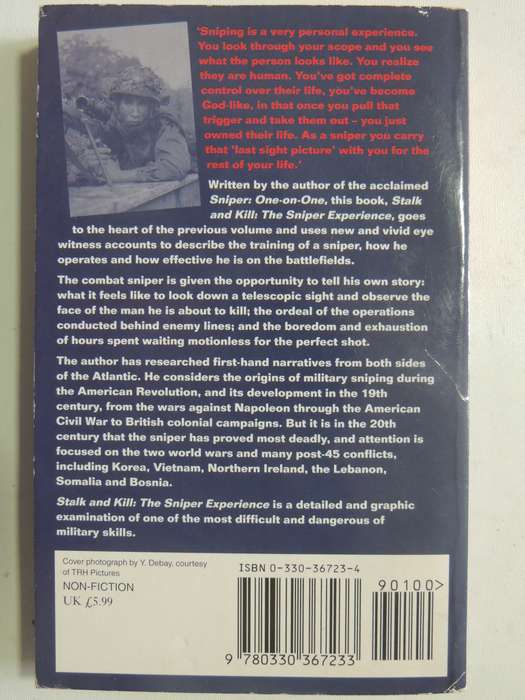 'Sniping is a very personal experience.
You look through your scope and you see
what the person looks like. You realize
they are human. You've got complete
control over their life, you've become
God-like, in that once you pull that
trigger and take them out – you just
owned their life. As a sniper you carry
that 'last sight picture' with you for the
rest of your life.'
Written by the author of the acclaimed
Sniper: One-on-One, this book, Stalk
and Kill: The Sniper Experience, goes
to the heart of the previous volume and uses new and vivid eye
witness accounts to describe the training of a sniper, how he
operates and how effective he is on the battlefields.
The combat sniper is given the opportunity to tell his own story:
what it feels like to look down a telescopic sight and observe the
face of the man he is about to kill; the ordeal of the operations
conducted behind enemy lines; and the boredom and exhaustion
of hours spent waiting motionless for the perfect shot.
The author has researched first-hand narratives from both sides
of the Atlantic. He considers the origins of military sniping during
the American Revolution, and its development in the 19th
century, from the wars against Napoleon through the American
Civil War to British colonial campaigns. But it is in the 20th
century that the sniper has proved most deadly, and attention is
focused on the two world wars and many post-45 conflicts,
including Korea, Vietnam, Northern Ireland, the Lebanon,
Somalia and Bosnia.
Stalk and Kill: The Sniper Experience is a detailed and graphic
examination of one of the most difficult and dangerous of
military skills.
Cover photograph by Y. Debay, courtesy
of TRH Pictures
NON-FICTION
UK £5.99
ISBN 0-330-36723-4
90100>
9 780330 367233